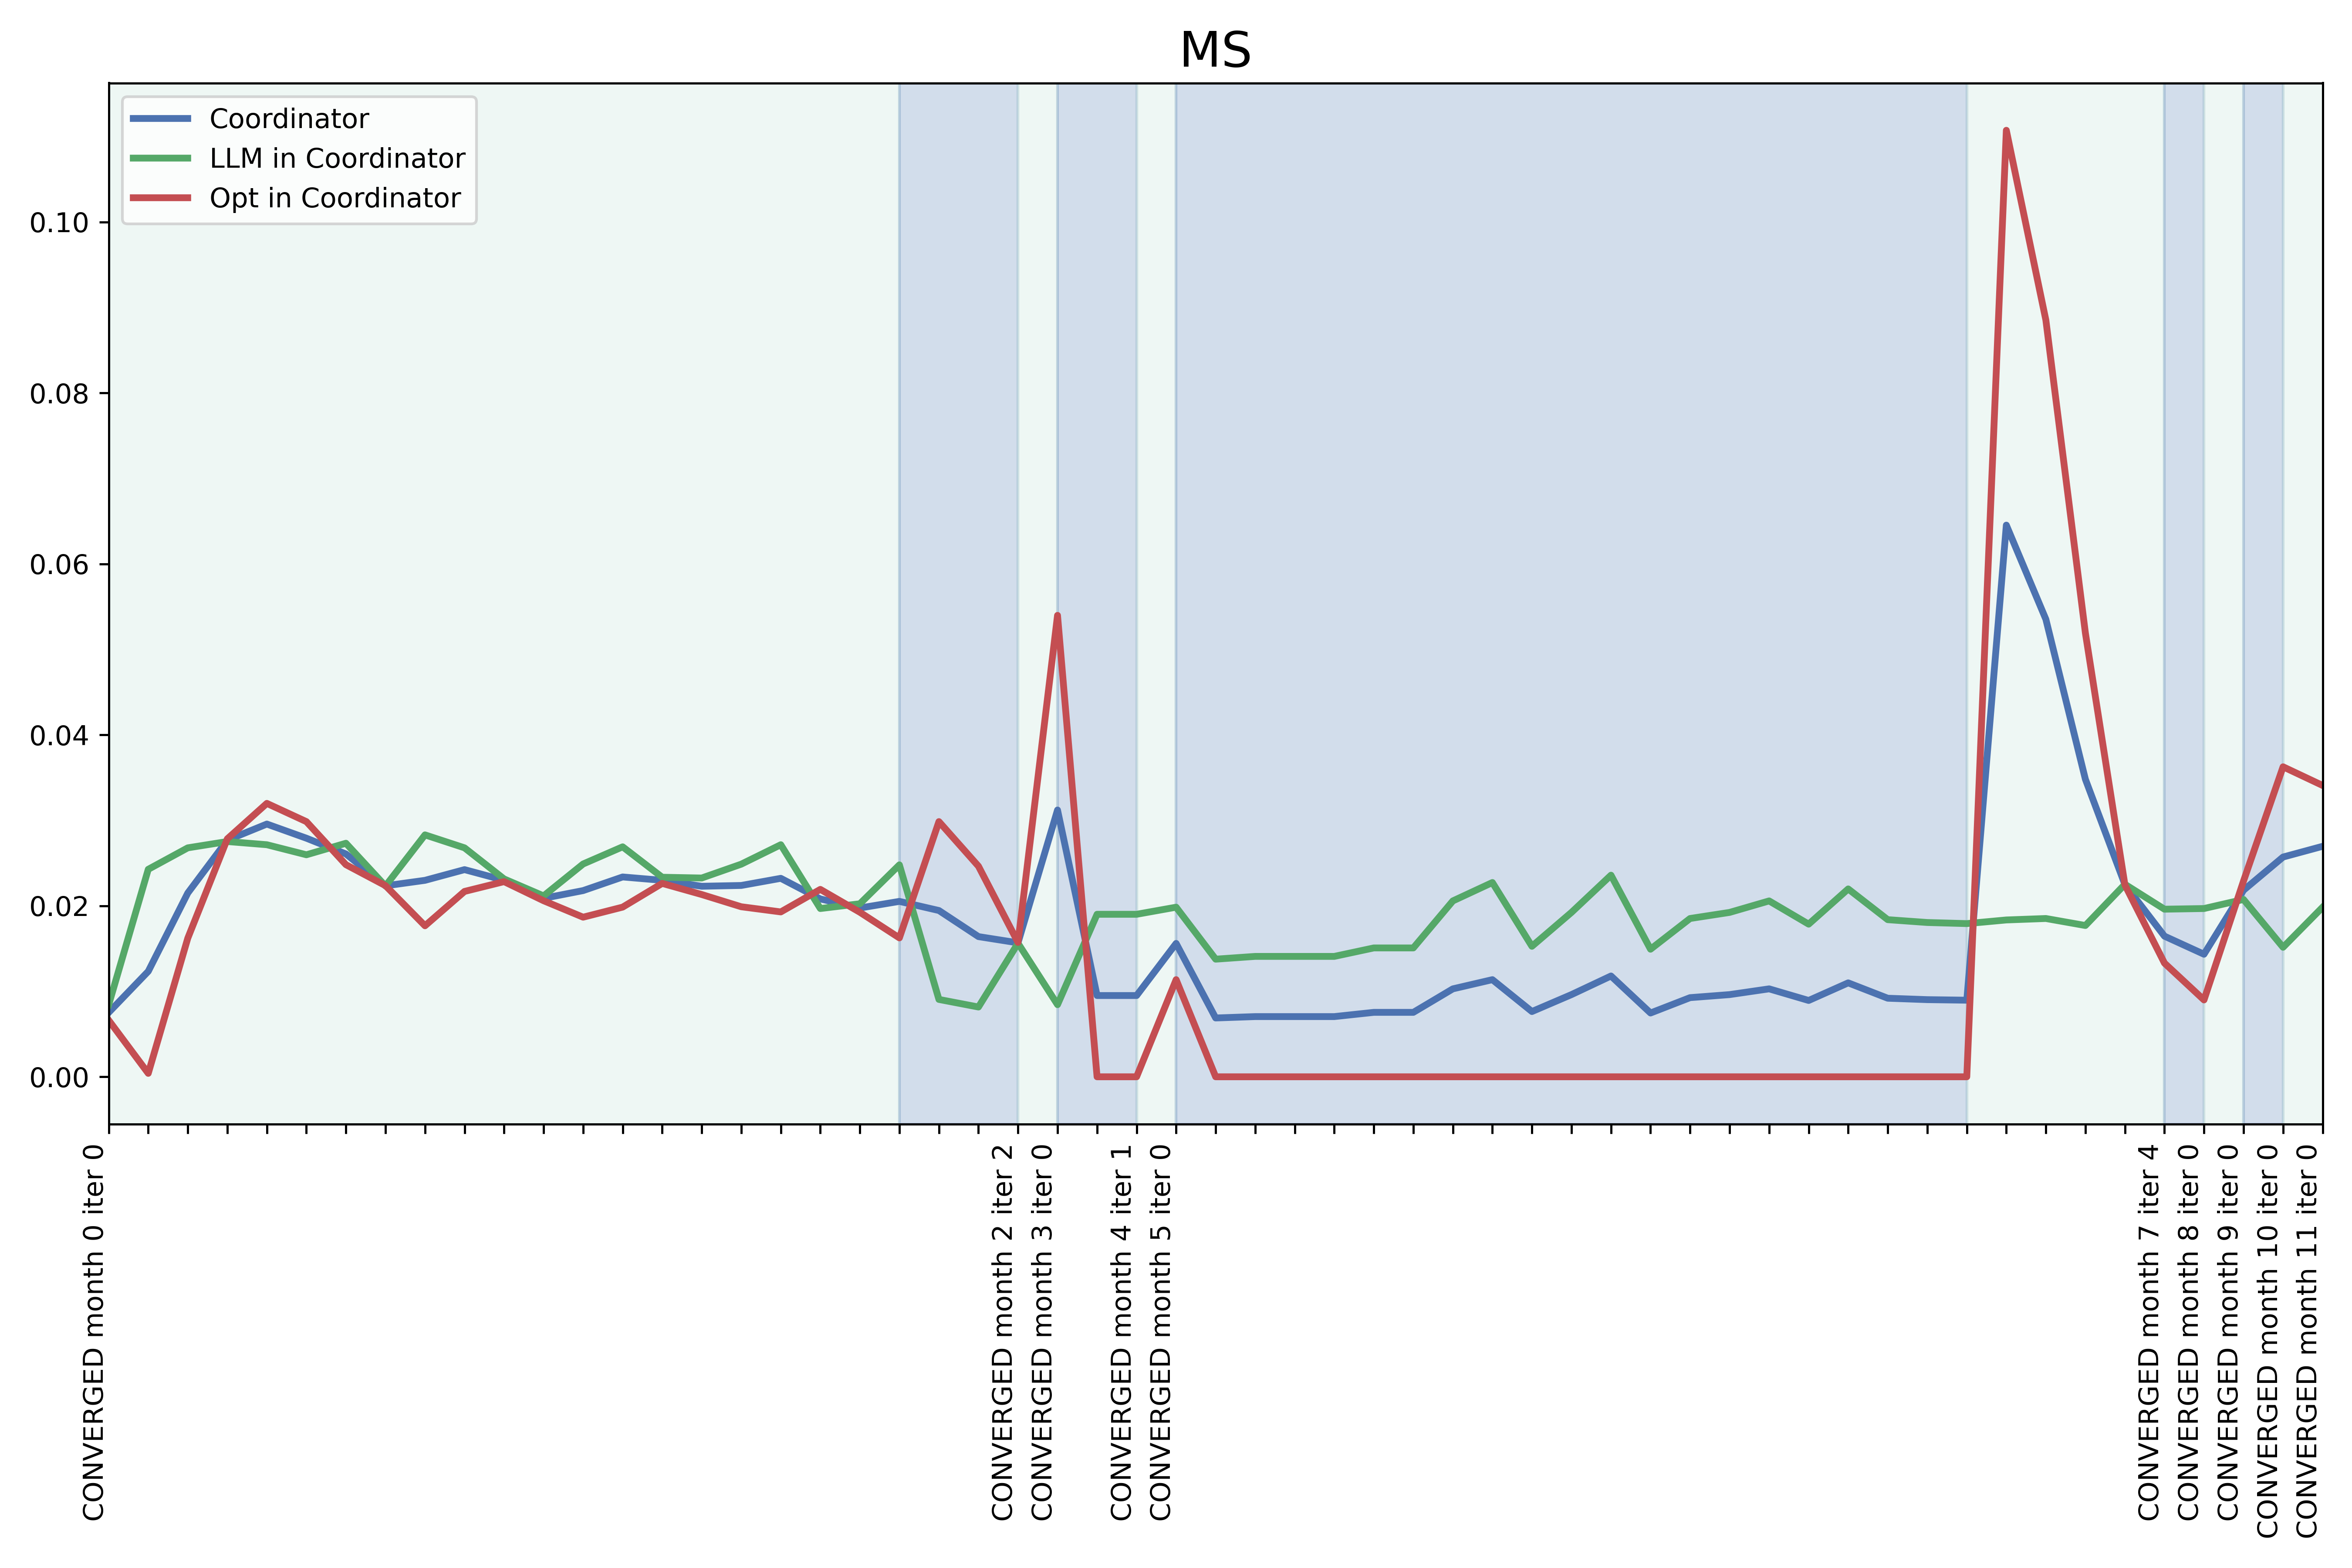 MS
Coordinator
LLM in Coordinator
Opt in Coordinator
0.10
0.08
0.06
0.04
0.02
0.00
CONVERGED month 0 iter 0
CONVERGED month 2 iter 2
CONVERGED month 3 iter 0
CONVERGED month 4 iter 1
CONVERGED month 5 iter 0
CONVERGED month 7 iter 4
CONVERGED month 8 iter 0
CONVERGED month 9 iter 0
CONVERGED month 10 iter 0
CONVERGED month 11 iter 0